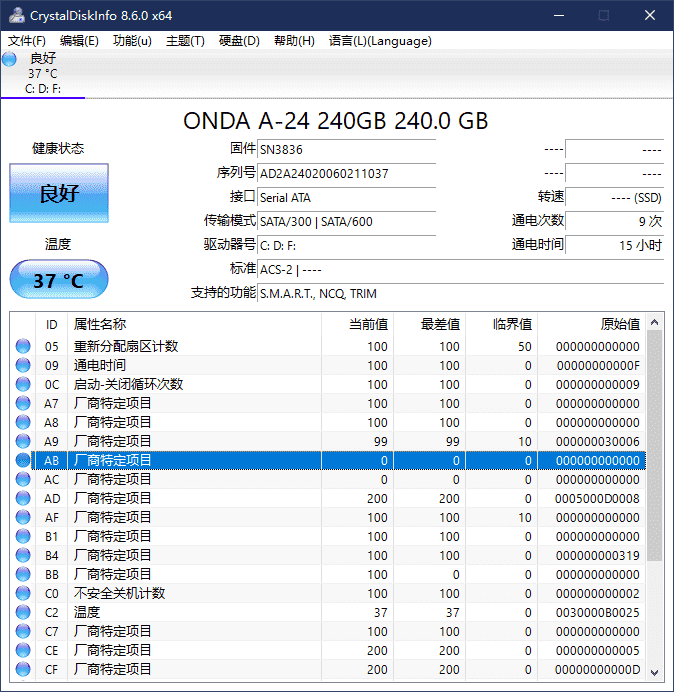 CrystalDiskInfo 8.6.0 x64
文件(F) 编辑(E) 功能(u) 主题(T) 硬盘(D) 帮助(H) 语言(L)(Language)
良好
37 °C
C: D: F:
ONDA A-24 240GB 240.0 GB
健康状态
良好
温度
37 °C
固件 SN3836 ---- ----
序列号 AD2A24020060211037 ---- ----
接口 Serial ATA 转速 ---- (SSD)
传输模式 SATA/300 | SATA/600 通电次数 9 次
驱动器号 C: D: F: 通电时间 15 小时
标准 ACS-2 | ----
支持的功能 S.M.A.R.T., NCQ, TRIM
ID 属性名称 当前值 最差值 临界值 原始值
05 重新分配扇区计数 100 100 50 000000000000
09 通电时间 100 100 0 00000000000F
0C 启动-关闭循环次数 100 100 0 000000000009
A7 厂商特定项目 100 100 0 000000000000
A8 厂商特定项目 100 100 0 000000000000
A9 厂商特定项目 99 99 10 000000030006
AB 厂商特定项目 0 0 0 000000000000
AC 厂商特定项目 0 0 0 000000000000
AD 厂商特定项目 200 200 0 0005000D0008
AF 厂商特定项目 100 100 10 000000000000
B1 厂商特定项目 100 100 0 000000000000
B4 厂商特定项目 100 100 0 000000000319
BB 厂商特定项目 100 0 0 000000000000
C0 不安全关机计数 100 100 0 000000000002
C2 温度 37 37 0 0030000B0025
C7 厂商特定项目 100 100 0 000000000000
CE 厂商特定项目 200 200 0 000000000005
CF 厂商特定项目 200 200 0 00000000000D